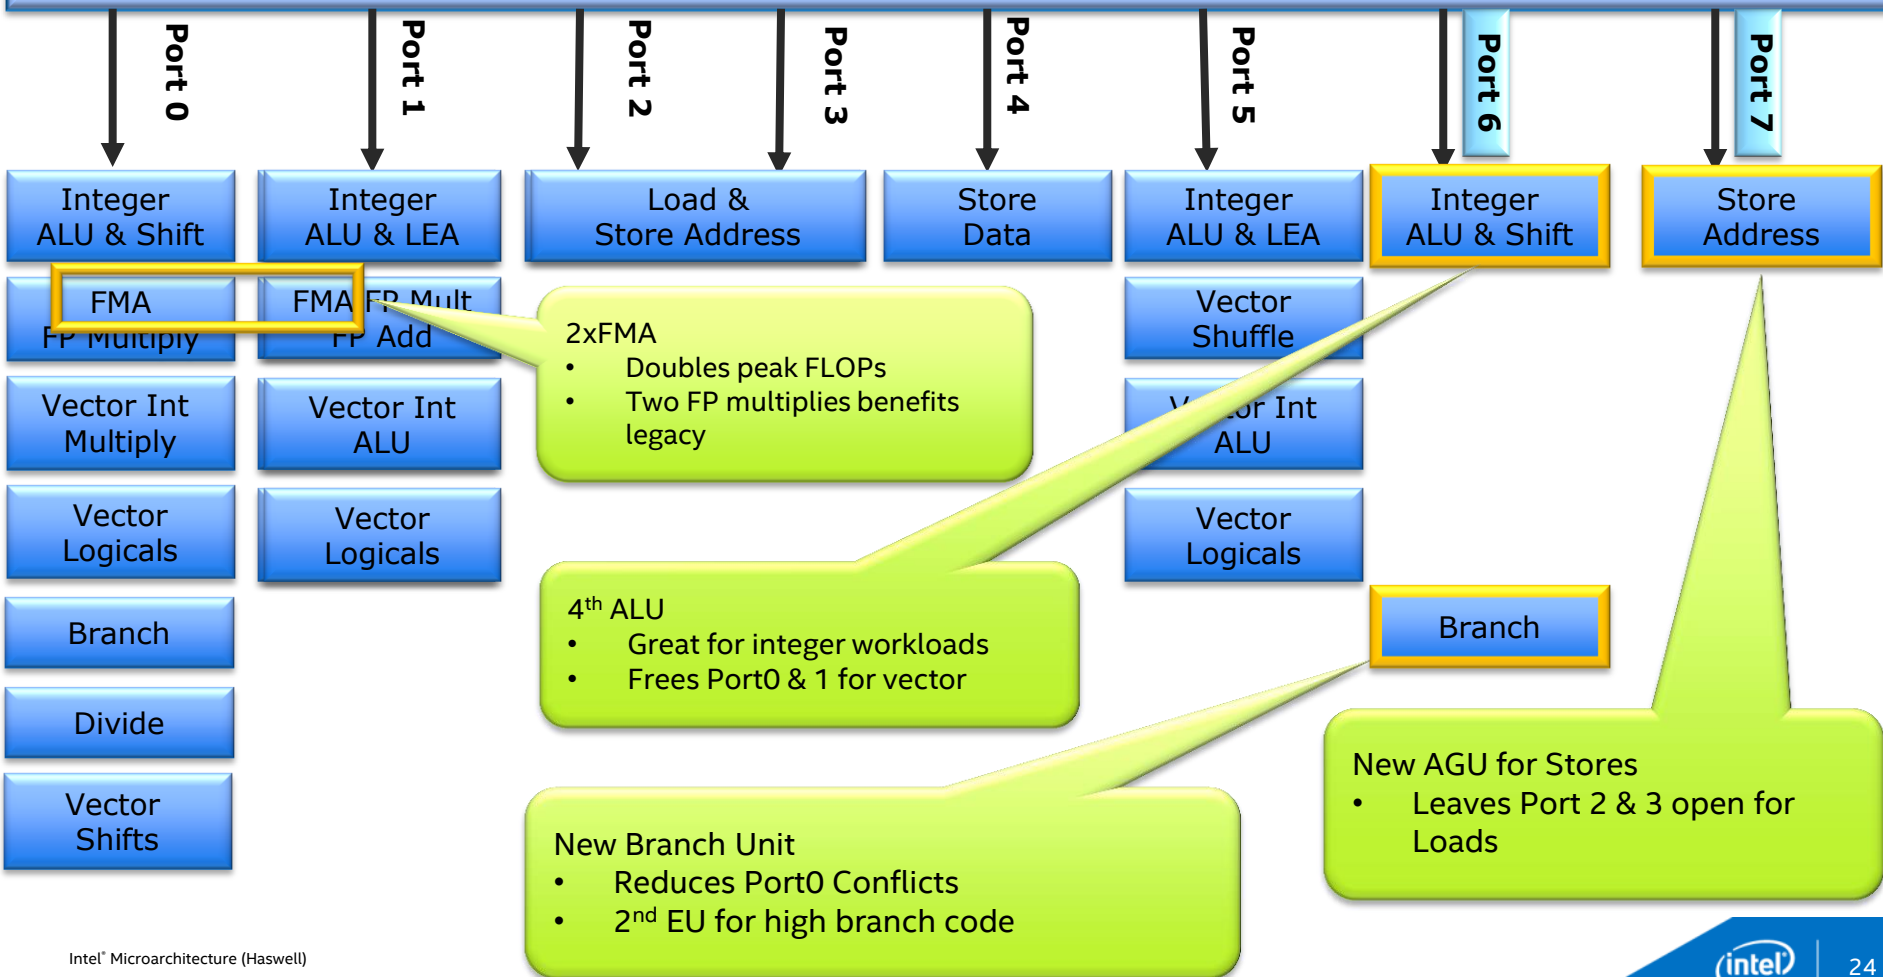 Port 0
Port 1
Port 2
Port 3
Port 4
Port 5
Port 6
Port 7
Integer
ALU & Shift
Integer
ALU & LEA
Load &
Store Address
Store
Data
Integer
ALU & LEA
Integer
ALU & Shift
Store
Address
FMA
FP Multiply
FMA FP Mult
FP Add
Vector
Shuffle
2xFMA
• Doubles peak FLOPs
• Two FP multiplies benefits
legacy
Vector Int
Multiply
Vector Int
ALU
Vector Int
ALU
Vector
Logicals
Vector
Logicals
Vector
Logicals
4th ALU
• Great for integer workloads
• Frees Port0 & 1 for vector
Branch
Branch
Divide
Vector
Shifts
New AGU for Stores
• Leaves Port 2 & 3 open for
Loads
New Branch Unit
• Reduces Port0 Conflicts
• 2nd EU for high branch code
Intel® Microarchitecture (Haswell)
intel
24